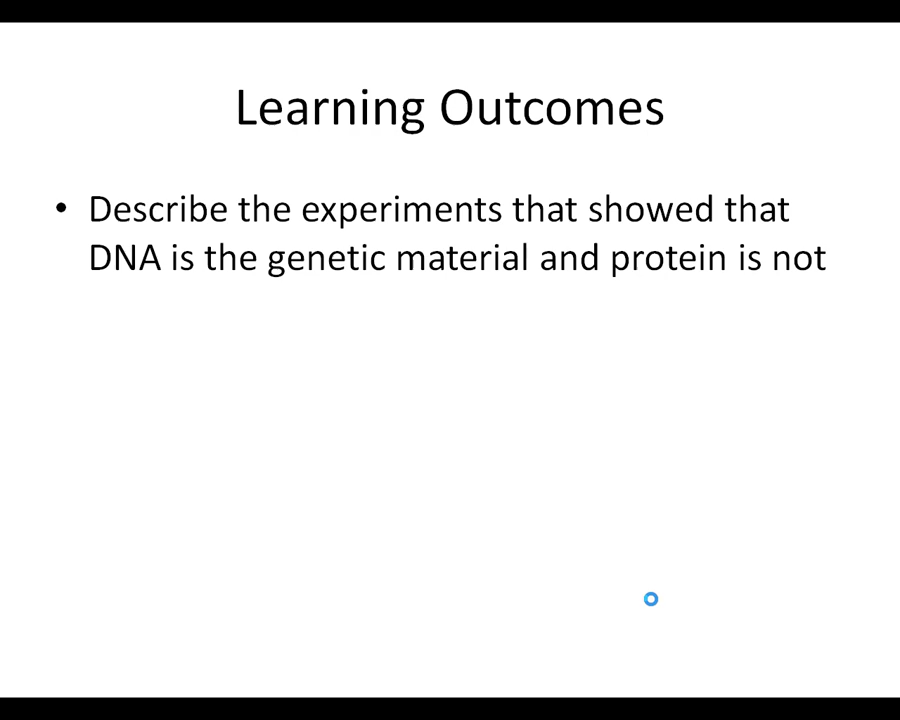 Learning Outcomes
• Describe the experiments that showed that
DNA is the genetic material and protein is not